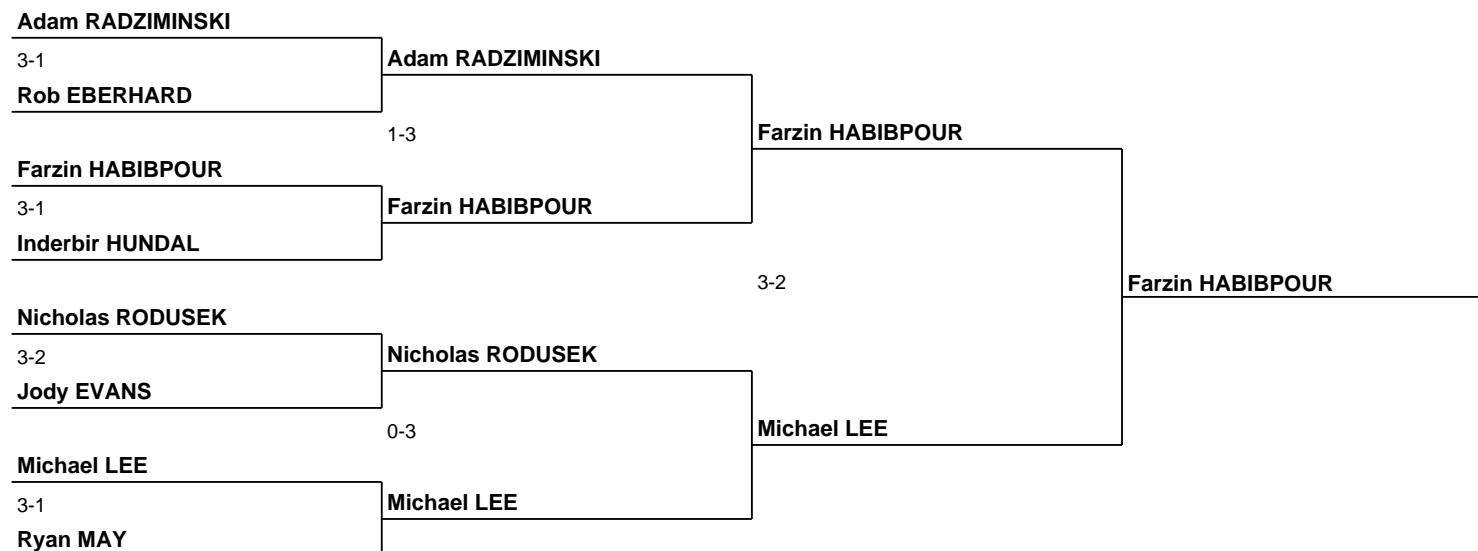 Adam RADZIMINSKI
3-1
Rob EBERHARD
Farzin HABIBPOUR
3-1
Inderbir HUNDAL
Nicholas RODUSEK
3-2
Jody EVANS
Michael LEE
3-1
Ryan MAY
Adam RADZIMINSKI
1-3
Farzin HABIBPOUR
Nicholas RODUSEK
0-3
Michael LEE
Farzin HABIBPOUR
3-2
Michael LEE
Farzin HABIBPOUR